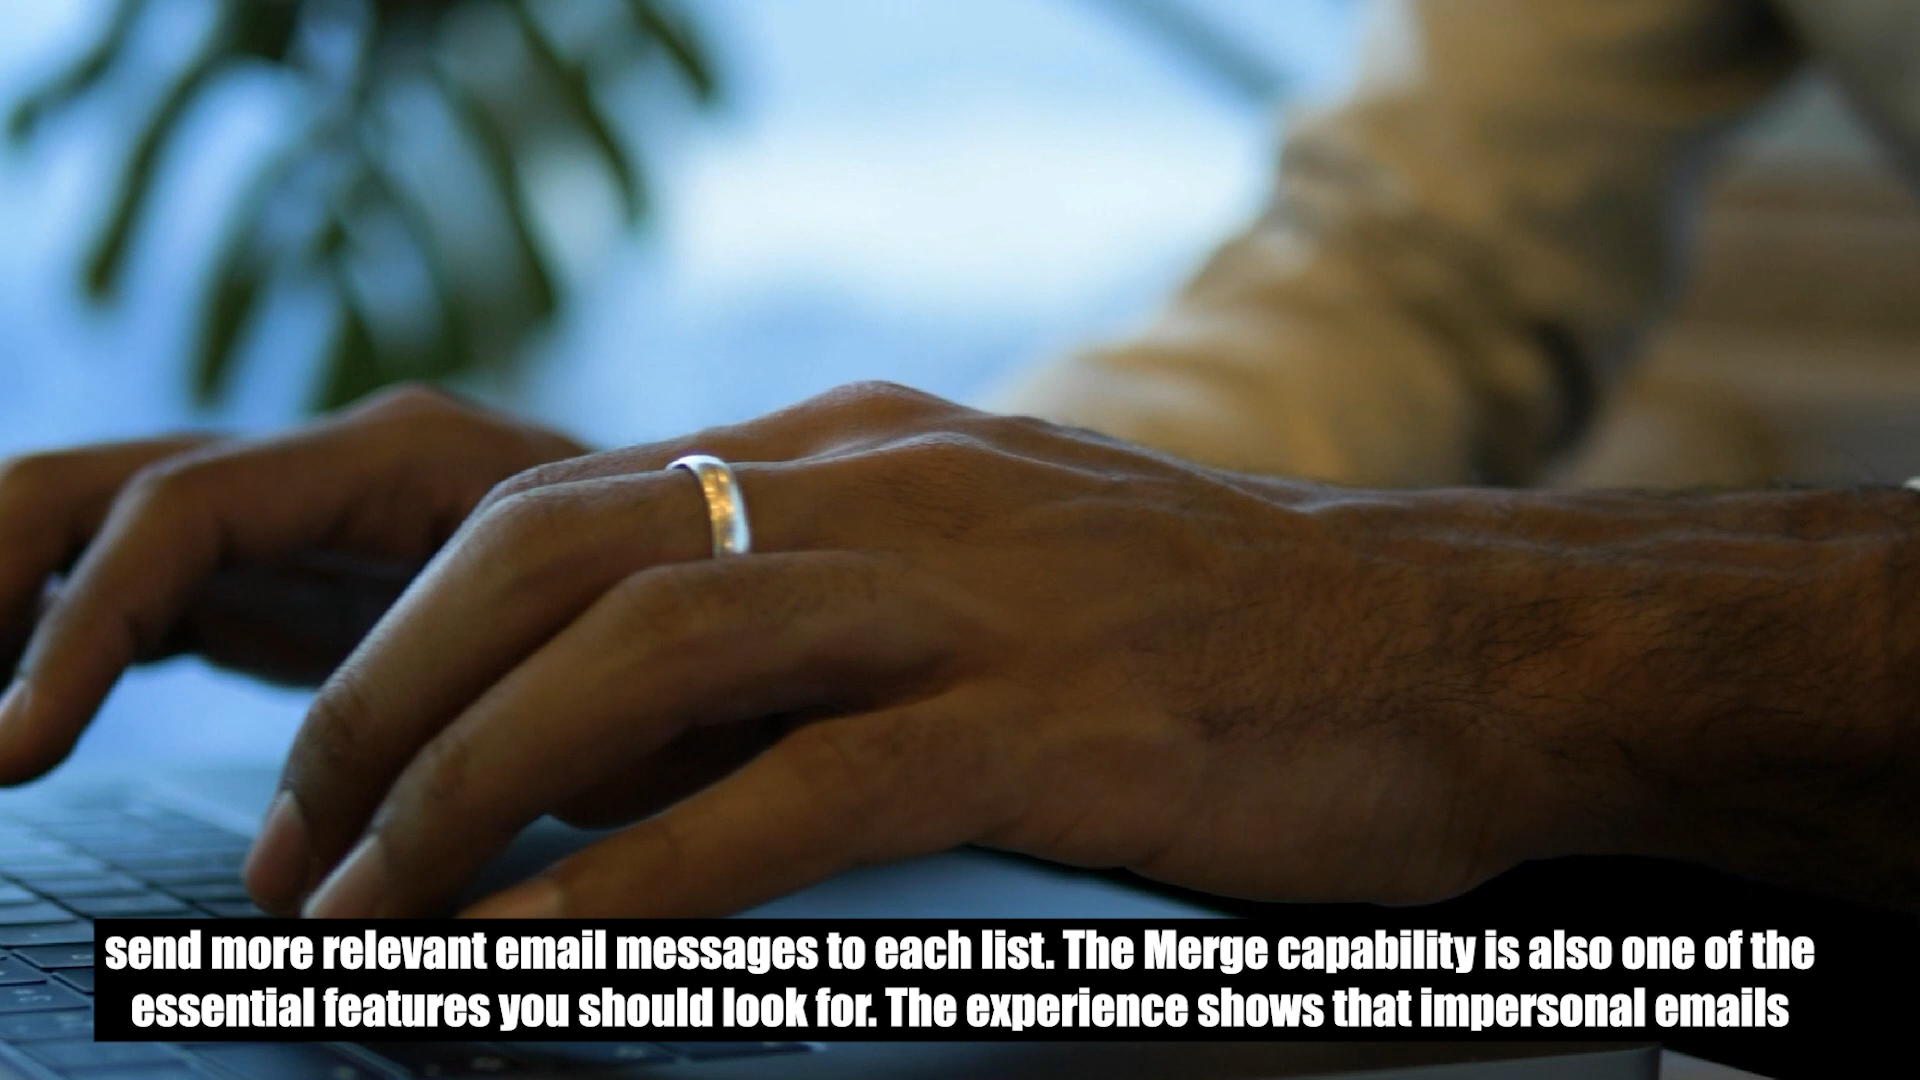 send more relevant email messages to each list. The Merge capability is also one of the
essential features you should look for. The experience shows that impersonal emails